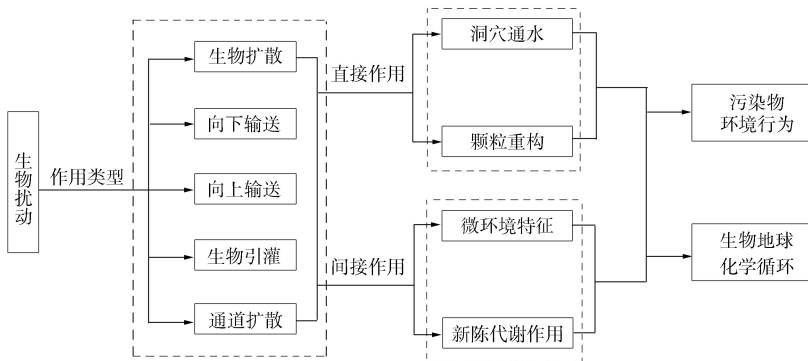 生物扰动
作用类型
生物扩散
向下输送
向上输送
生物引灌
通道扩散
直接作用
间接作用
洞穴通水
颗粒重构
微环境特征
新陈代谢作用
污染物
环境行为
生物地球
化学循环